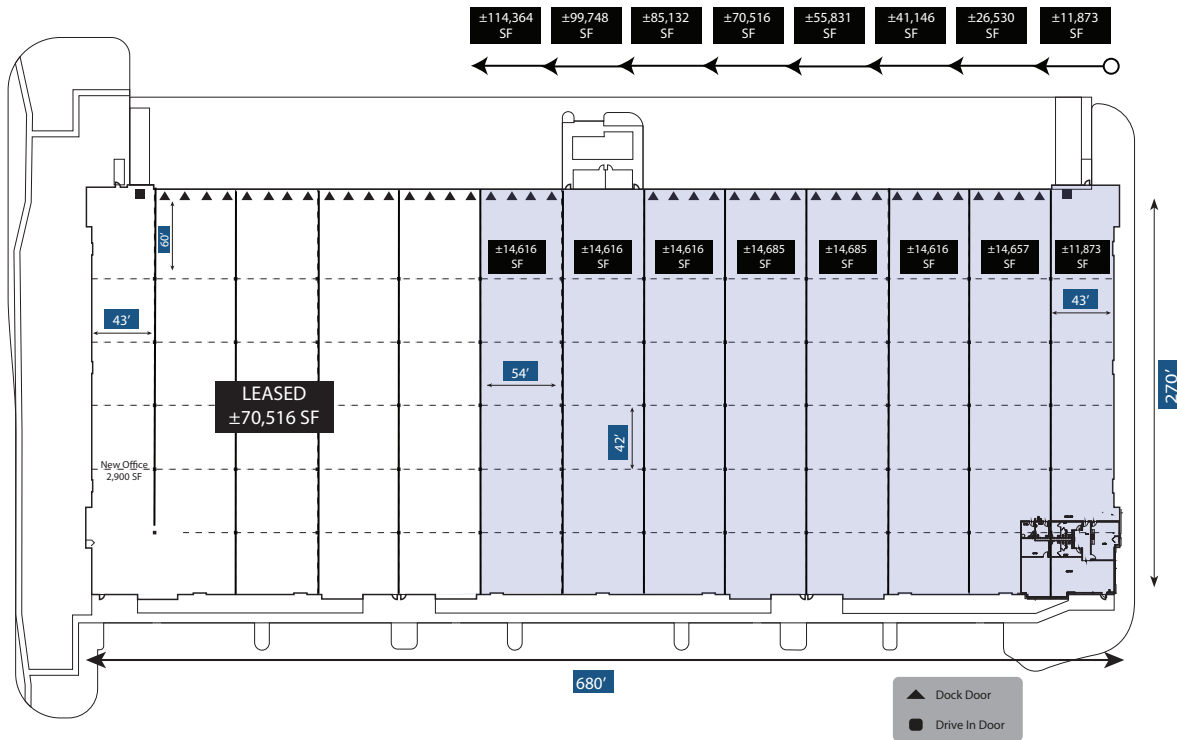 ±114,364
SF
±99,748
SF
±85,132
SF
±70,516
SF
±55,831
SF
±41,146
SF
±26,530
SF
±11,873
SF
60'
±14,616
SF
±14,616
SF
±14,616
SF
±14,685
SF
±14,685
SF
±14,616
SF
±14,657
SF
±11,873
SF
43'
43'
54'
LEASED
±70,516 SF
42'
270'
New Office
2,900 SF
680'
Dock Door
Drive In Door